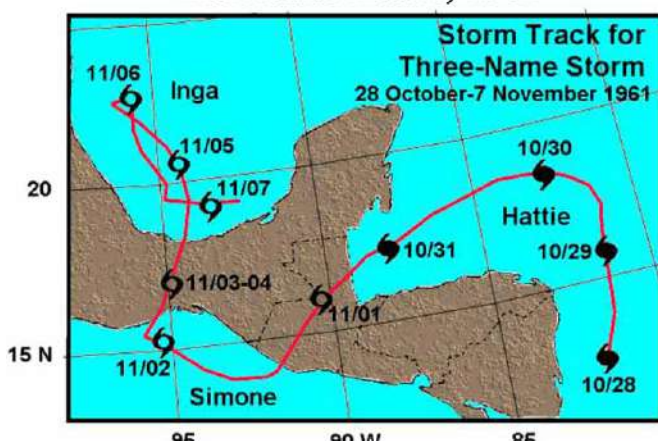 Storm Track for
Three-Name Storm
28 October-7 November 1961
11/06
Inga
11/05
10/30
20
11/07
Hattie
10/31
10/29
11/03-04
11/01
15 N
11/02
Simone
10/28
95
90 W
85